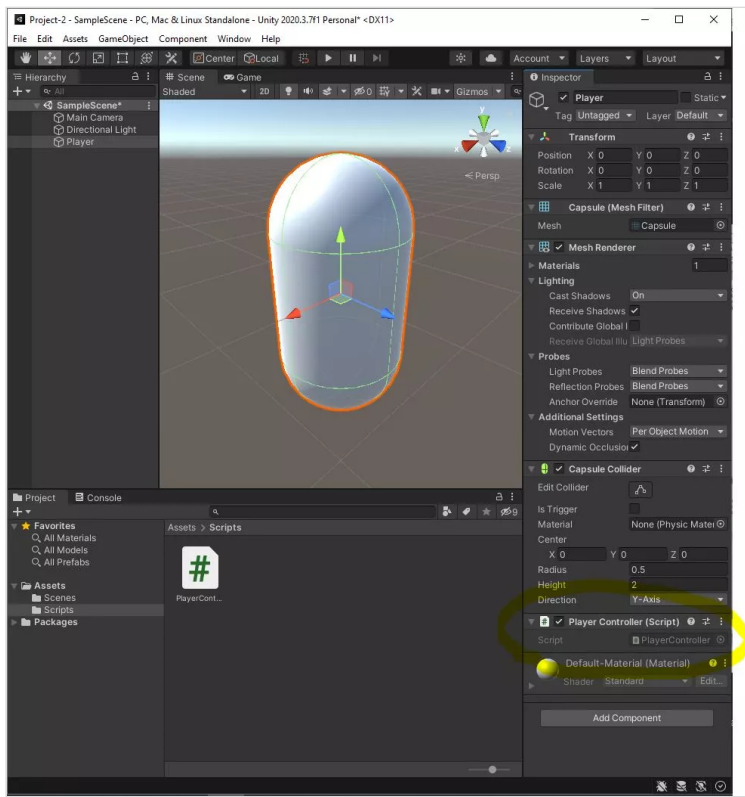 Project-2 - SampleScene - PC, Mac & Linux Standalone - Unity 2020.3.7f1 Personal* <DX11>
File Edit Assets GameObject Component Window Help
Center Local Account Layers Layout
Hierarchy
All
SampleScene*
Main Camera
Directional Light
Player
Scene Game
Shaded 2D 0 Gizmos
y
x z
Persp
Inspector
Player Static
Tag Untagged Layer Default
Transform
Position X 0 Y 0 Z 0
Rotation X 0 Y 0 Z 0
Scale X 1 Y 1 Z 1
Capsule (Mesh Filter)
Mesh Capsule
Mesh Renderer
Materials 1
Lighting
Cast Shadows On
Receive Shadows
Contribute Global I
Receive Global Illu Light Probes
Probes
Light Probes Blend Probes
Reflection Probes Blend Probes
Anchor Override None (Transform)
Additional Settings
Motion Vectors Per Object Motion
Dynamic Occlusion
Capsule Collider
Edit Collider
Is Trigger
Material None (Physic Mater
Center
X 0 Y 0 Z 0
Radius 0.5
Height 2
Direction Y-Axis
# Player Controller (Script)
Script PlayerController
Default-Material (Material)
Shader Standard Edit...
Add Component
Project Console
9
Favorites
All Materials
All Models
All Prefabs
Assets
Scenes
Scripts
Packages
Assets > Scripts
#
PlayerCont...